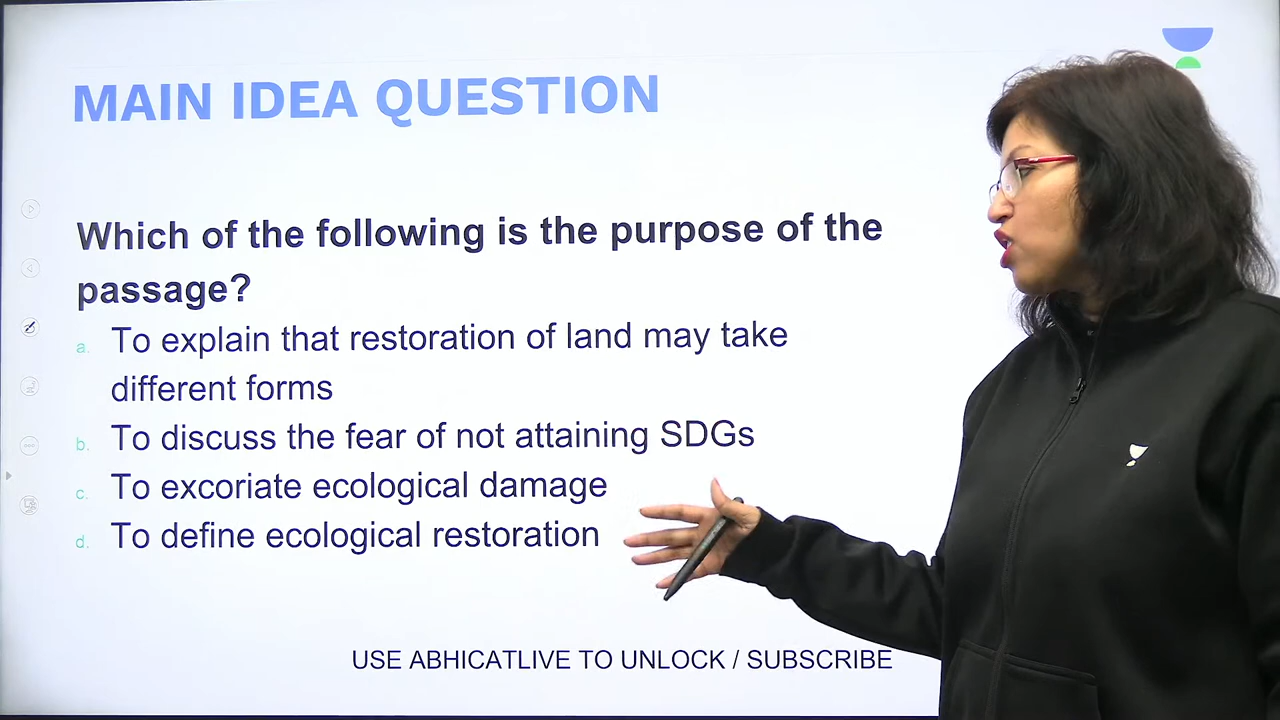 MAIN IDEA QUESTION
Which of the following is the purpose of the
passage?
a. To explain that restoration of land may take
different forms
b. To discuss the fear of not attaining SDGs
c. To excoriate ecological damage
d. To define ecological restoration
USE ABHICATLIVE TO UNLOCK / SUBSCRIBE